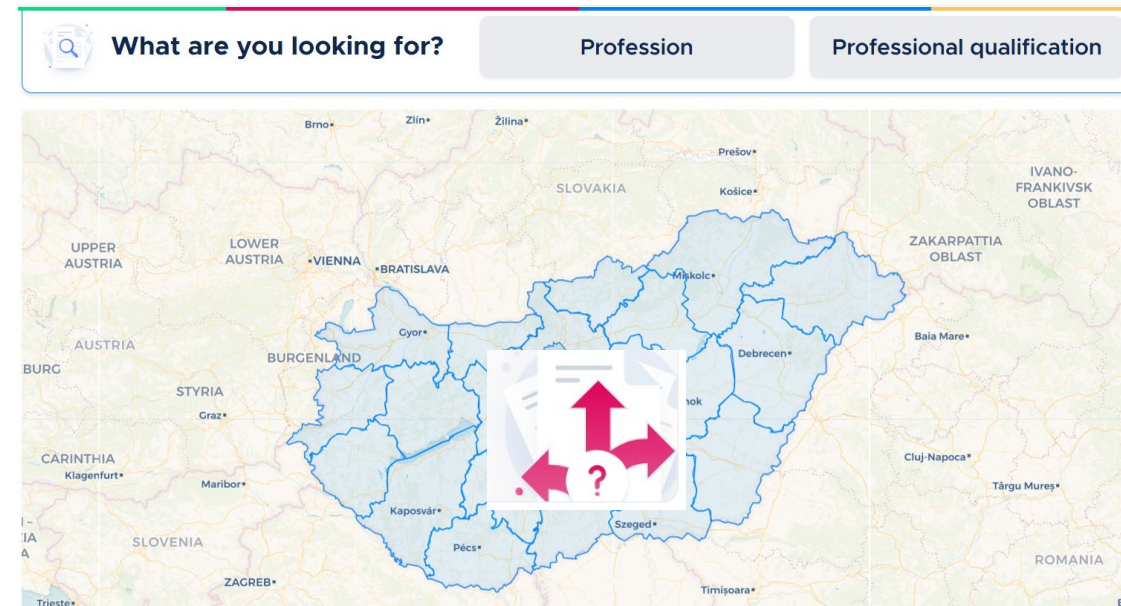 What are you looking for?
Profession
Professional qualification
Brno
Zlín
Žilina
Prešov
SLOVAKIA
Košice
IVANO-
FRANKIVSK
OBLAST
UPPER
AUSTRIA
LOWER
AUSTRIA
VIENNA
BRATISLAVA
ZAKARPATTIA
OBLAST
Miskolc
Gyor
AUSTRIA
BURGENLAND
Debrecen
Baia Mare
BURG
STYRIA
Graz
nok
CARINTHIA
Klagenfurt
Maribor
Cluj-Napoca
Târgu Mureș
?
Kaposvár
Szeged
SLOVENIA
Pécs
ROMANIA
ZAGREB
Timișoara
Trieste